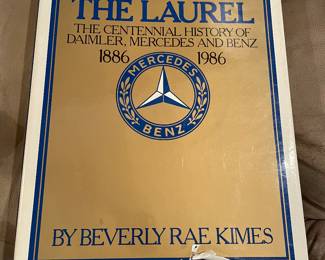 THE LAUREL
THE CENTENNIAL HISTORY OF
DAIMLER, MERCEDES AND BENZ
1886 1986
MERCEDES
BENZ
BY BEVERLY RAE KIMES